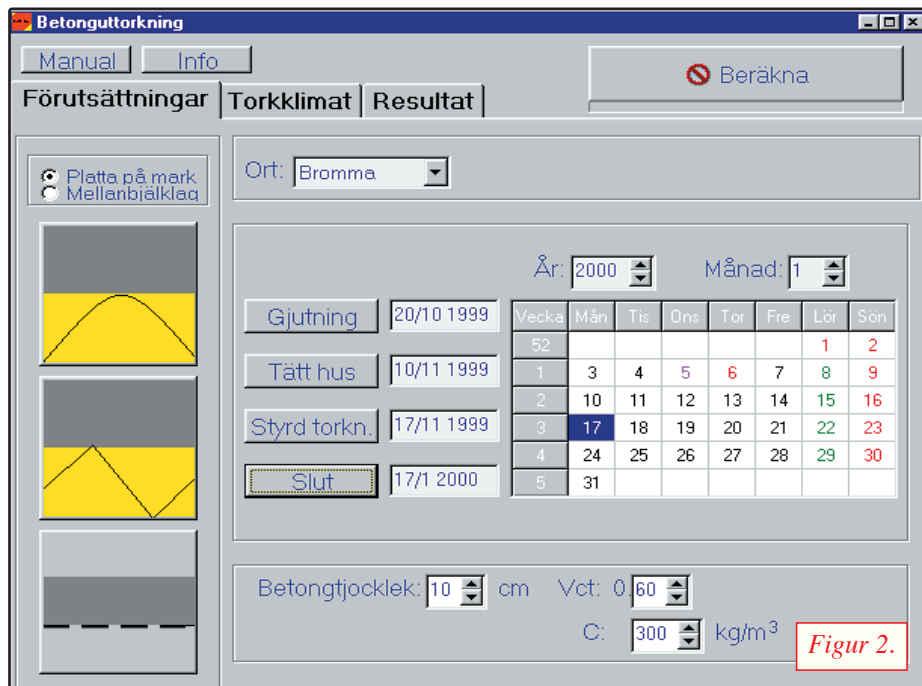 Betonguttorkning
Manual Info
Beräkna
Förutsättningar Torkklimat Resultat
Platta på mark
Mellanbjälklag
Ort: Bromma
År: 2000 Månad: 1
Gjutning 20/10 1999
Tätt hus 10/11 1999
Styrd torkn. 17/11 1999
Slut 17/1 2000
Vecka Mån Tis Ons Tor Fre Lör Sön
52 1 2
1 3 4 5 6 7 8 9
2 10 11 12 13 14 15 16
3 17 18 19 20 21 22 23
4 24 25 26 27 28 29 30
5 31
Betongtjocklek: 10 cm Vct: 0.60
C: 300 kg/m³
Figur 2.